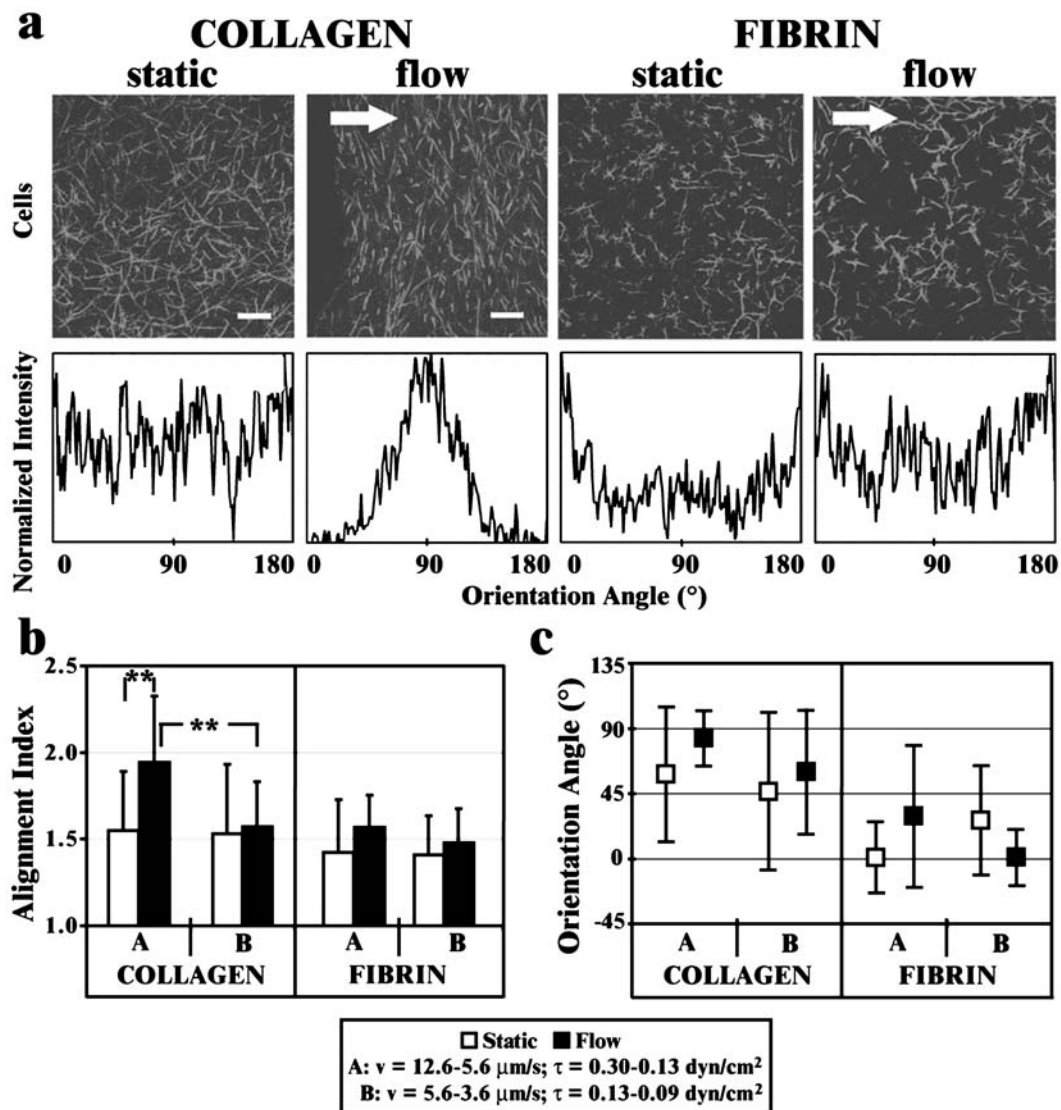 a
COLLAGEN FIBRIN
static flow static flow
Cells
Normalized Intensity
0 90 180 0 90 180 0 90 180 0 90 180
Orientation Angle (°)
b
Alignment Index
2.5
2.0
1.5
1.0
** **
A B A B
COLLAGEN FIBRIN
c
Orientation Angle (°)
135
90
45
0
-45
A B A B
COLLAGEN FIBRIN
Static Flow
A: v = 12.6-5.6 μm/s; τ = 0.30-0.13 dyn/cm²
B: v = 5.6-3.6 μm/s; τ = 0.13-0.09 dyn/cm²